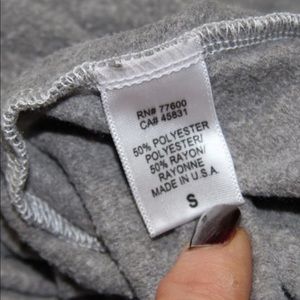 RN# 77600
CA# 45831
50% POLYESTER
POLYESTER/
50% RAYON/
RAYONNE
MADE IN U.S.A.
S